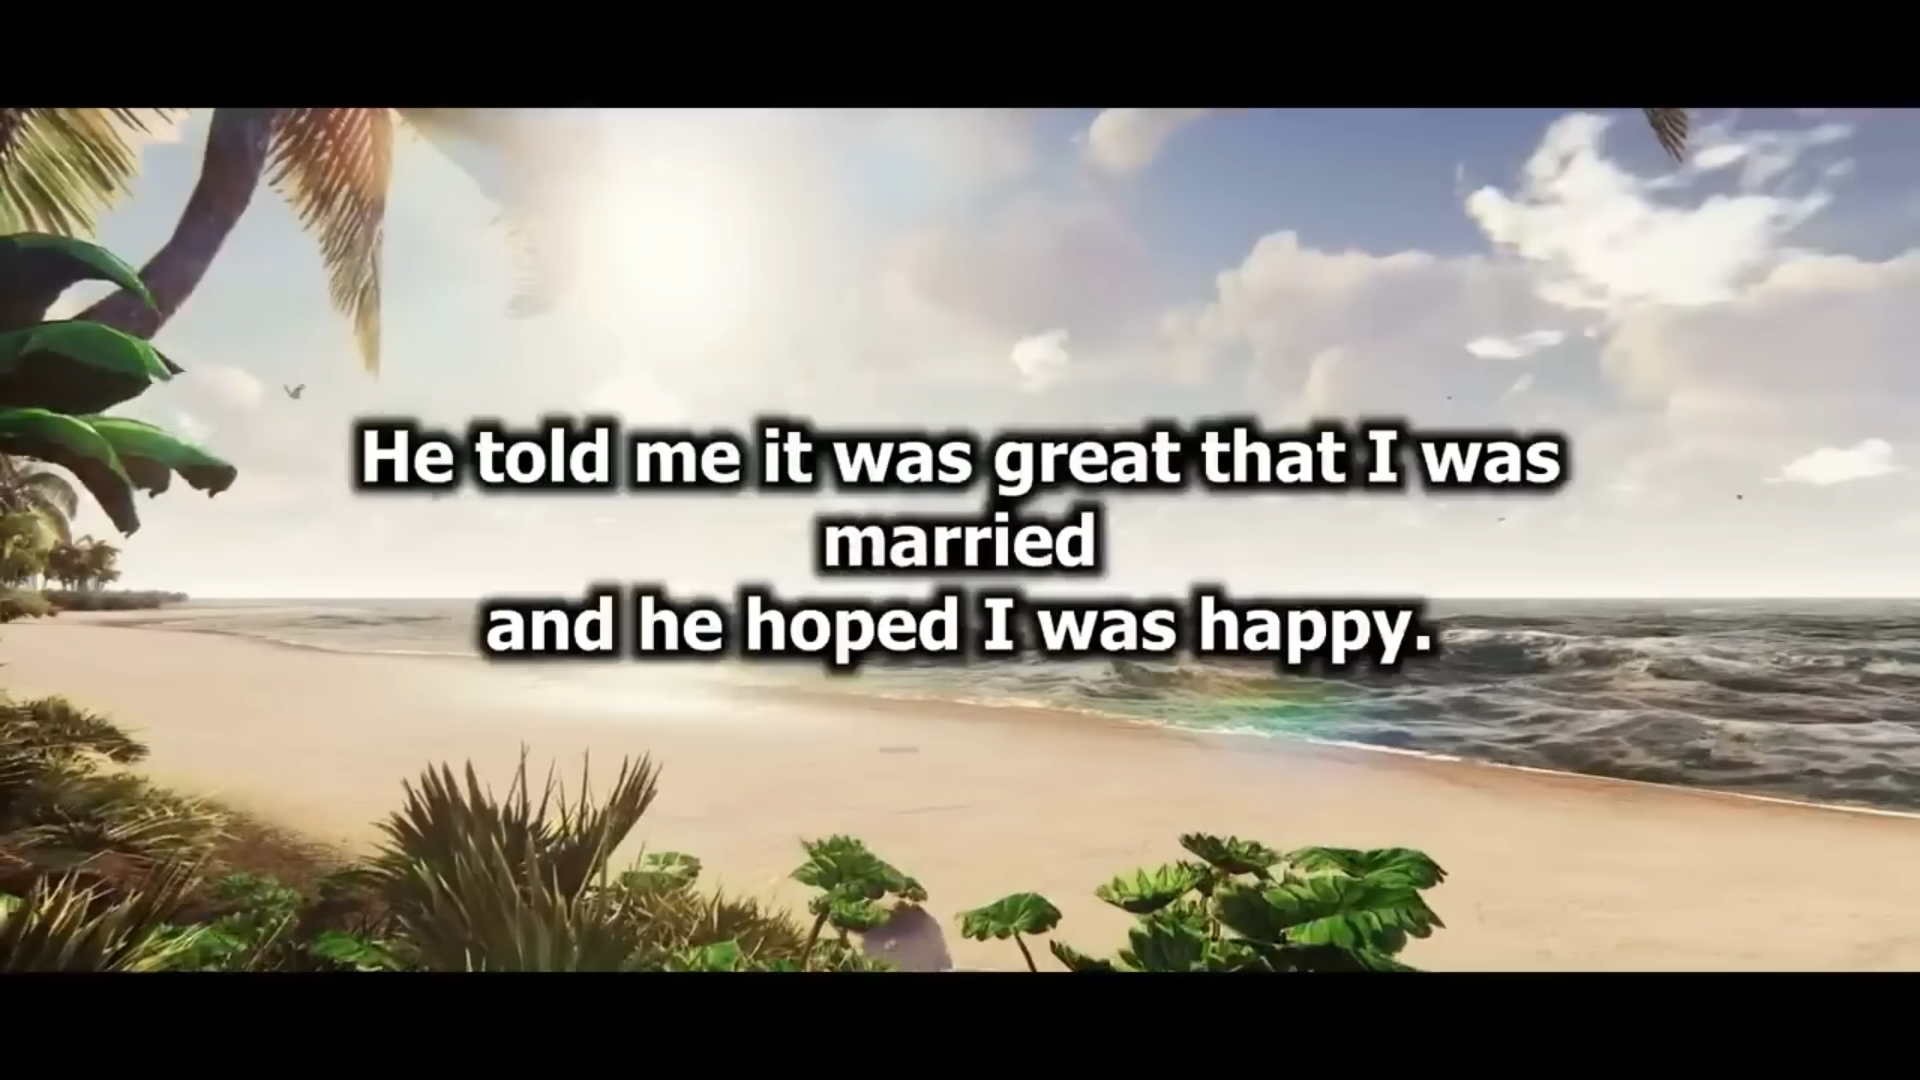 He told me it was great that I was
married
and he hoped I was happy.